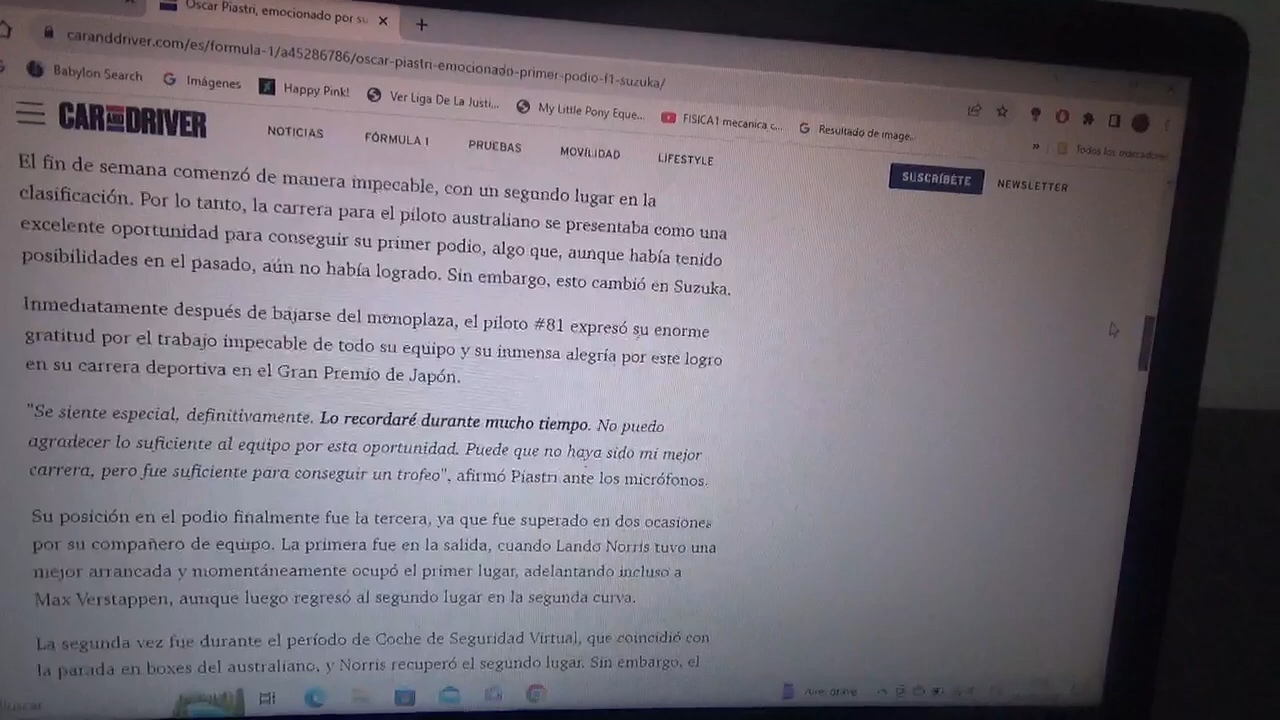 Oscar Piastri, emocionado por su
caranddriver.com/es/formula-1/a45286786/oscar-piastri-emocionado-primer-podio-f1-suzuka/
Babylon Search
Imágenes
Happy Pink!
Ver Liga De La Justi...
My Little Pony Eque...
FISICA1 mecanica c...
Resultado de image..
Todos los marcadores
CAR AND DRIVER
NOTICIAS
FÓRMULA 1
PRUEBAS
MOVILIDAD
LIFESTYLE
SUSCRÍBETE
NEWSLETTER
El fin de semana comenzó de manera impecable, con un segundo lugar en la
clasificación. Por lo tanto, la carrera para el piloto australiano se presentaba como una
excelente oportunidad para conseguir su primer podio, algo que, aunque había tenido
posibilidades en el pasado, aún no había logrado. Sin embargo, esto cambió en Suzuka.
Inmediatamente después de bajarse del monoplaza, el piloto #81 expresó su enorme
gratitud por el trabajo impecable de todo su equipo y su inmensa alegría por este logro
en su carrera deportiva en el Gran Premio de Japón.
"Se siente especial, definitivamente. Lo recordaré durante mucho tiempo. No puedo
agradecer lo suficiente al equipo por esta oportunidad. Puede que no haya sido mi mejor
carrera, pero fue suficiente para conseguir un trofeo", afirmó Piastri ante los micrófonos.
Su posición en el podio finalmente fue la tercera, ya que fue superado en dos ocasiones
por su compañero de equipo. La primera fue en la salida, cuando Lando Norris tuvo una
mejor arrancada y momentáneamente ocupó el primer lugar, adelantando incluso a
Max Verstappen, aunque luego regresó al segundo lugar en la segunda curva.
La segunda vez fue durante el período de Coche de Seguridad Virtual, que coincidió con
la parada en boxes del australiano, y Norris recuperó el segundo lugar. Sin embargo, el
Buscar